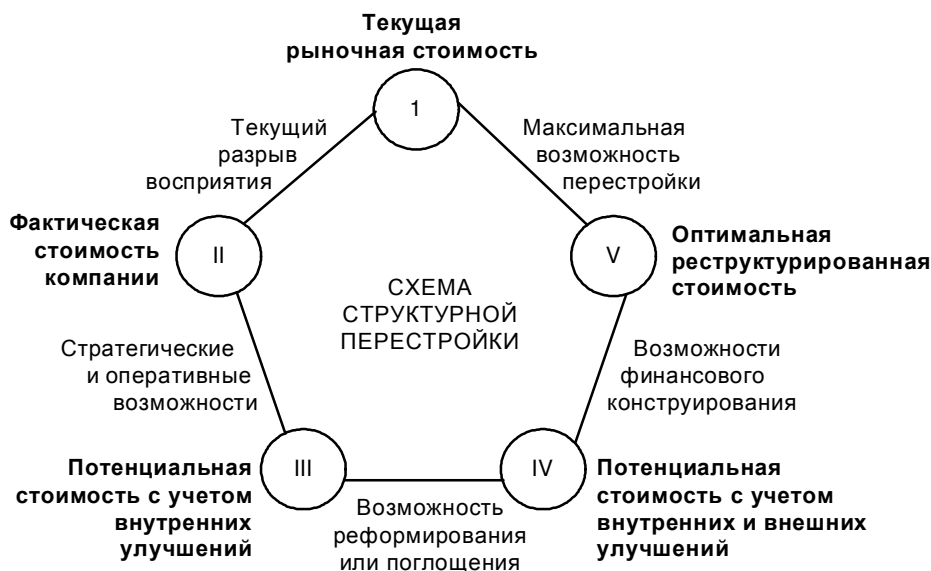 Текущая
рыночная стоимость
1
Текущий
разрыв
восприятия
Максимальная
возможность
перестройки
Фактическая
стоимость
компании
II
V
Оптимальная
реструктурированная
стоимость
СХЕМА
СТРУКТУРНОЙ
ПЕРЕСТРОЙКИ
Стратегические
и оперативные
возможности
Возможности
финансового
конструирования
Потенциальная
стоимость с учетом
внутренних
улучшений
III
IV
Потенциальная
стоимость с учетом
внутренних и внешних
улучшений
Возможность
реформирования
или поглощения